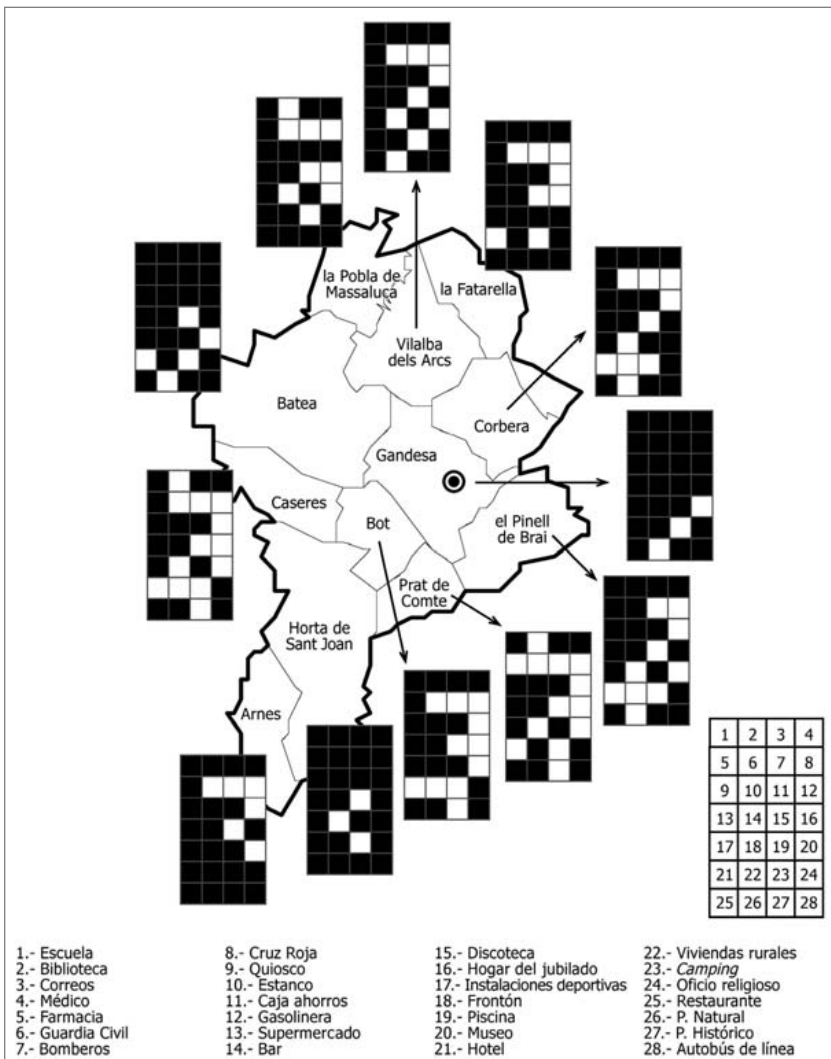 la Pobla de
Massaluca
la Fatarella
Vilalba
dels Arcs
Batea
Corbera
Gandesa
Caseres
Bot
el Pinell
de Brai
Prat de
Comte
Horta de
Sant Joan
Arnes
1 2 3 4
5 6 7 8
9 10 11 12
13 14 15 16
17 18 19 20
21 22 23 24
25 26 27 28
1.- Escuela
2.- Biblioteca
3.- Correos
4.- Médico
5.- Farmacia
6.- Guardia Civil
7.- Bomberos
8.- Cruz Roja
9.- Quiosco
10.- Estanco
11.- Caja ahorros
12.- Gasolinera
13.- Supermercado
14.- Bar
15.- Discoteca
16.- Hogar del jubilado
17.- Instalaciones deportivas
18.- Frontón
19.- Piscina
20.- Museo
21.- Hotel
22.- Viviendas rurales
23.- Camping
24.- Oficio religioso
25.- Restaurante
26.- P. Natural
27.- P. Histórico
28.- Autobús de línea